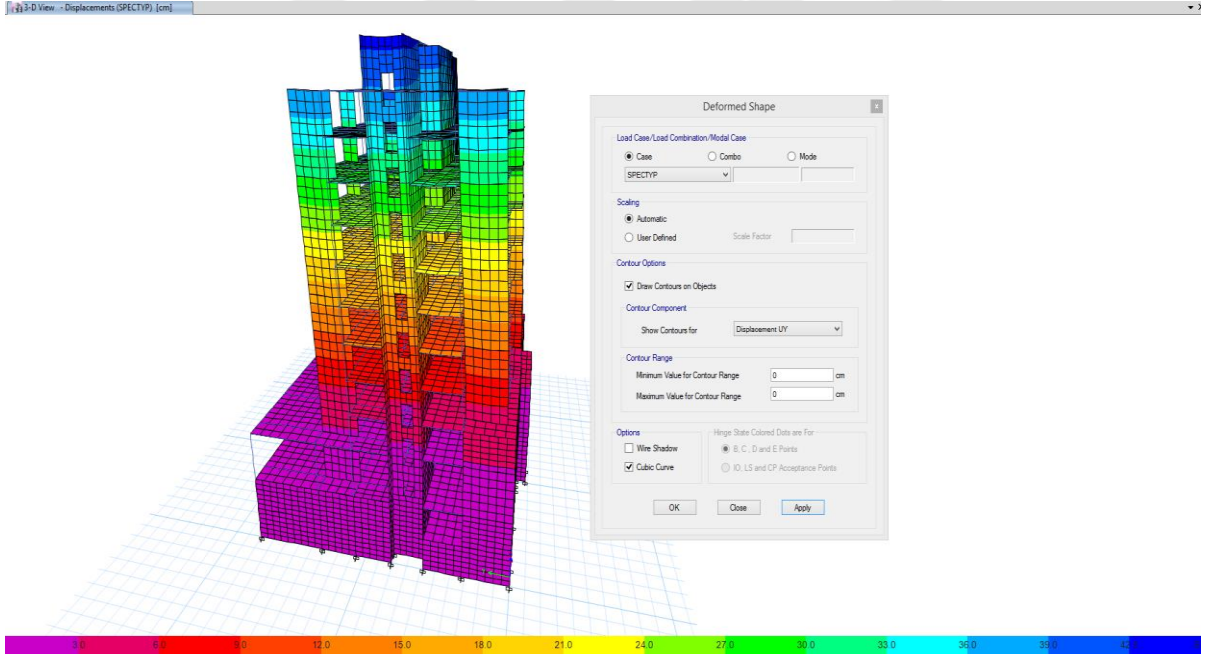 3-D View - Displacements (SPECTYP) [cm]
Deformed Shape
Load Case/Load Combination/Modal Case
Case Combo Mode
SPECTYP
Scaling
Automatic
User Defined Scale Factor
Contour Options
Draw Contours on Objects
Contour Component
Show Contours for Displacement UY
Contour Range
Minimum Value for Contour Range 0 cm
Maximum Value for Contour Range 0 cm
Options Hinge State Colored Dots are For
Wire Shadow B, C, D and E Points
Cubic Curve IO, LS and CP Acceptance Points
OK Close Apply
3.0 6.0 9.0 12.0 15.0 18.0 21.0 24.0 27.0 30.0 33.0 36.0 39.0